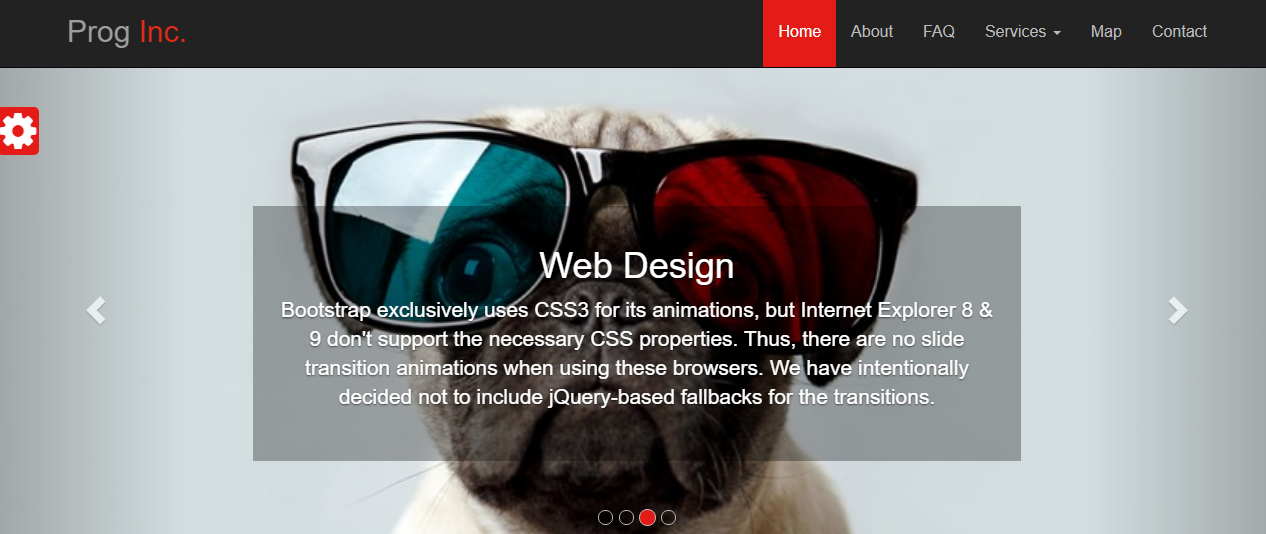 Prog Inc.
Home About FAQ Services Map Contact
Web Design
Bootstrap exclusively uses CSS3 for its animations, but Internet Explorer 8 &
9 don't support the necessary CSS properties. Thus, there are no slide
transition animations when using these browsers. We have intentionally
decided not to include jQuery-based fallbacks for the transitions.